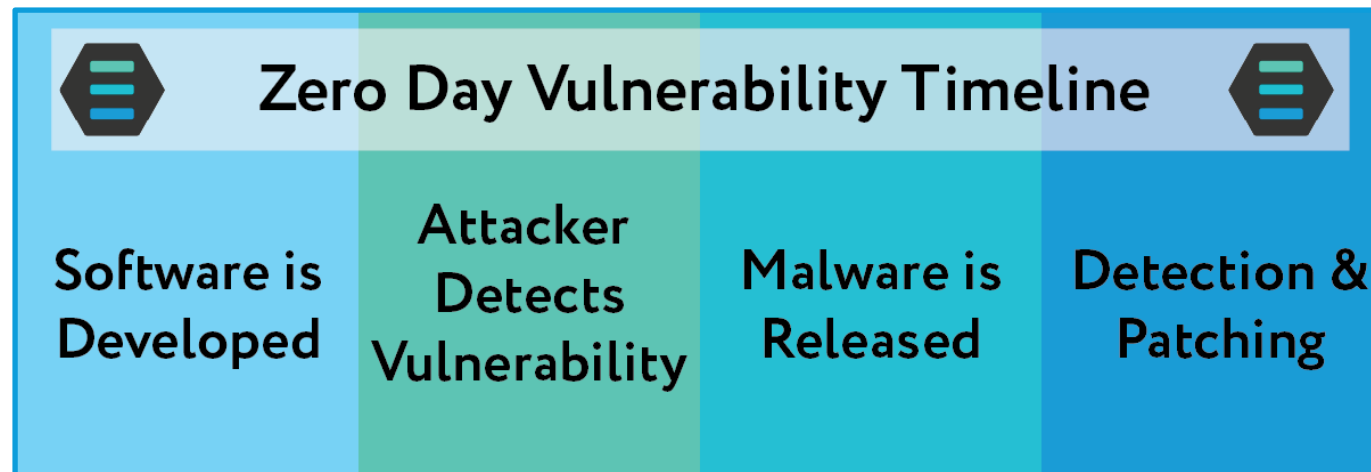 Zero Day Vulnerability Timeline
Software is
Developed
Attacker
Detects
Vulnerability
Malware is
Released
Detection &
Patching